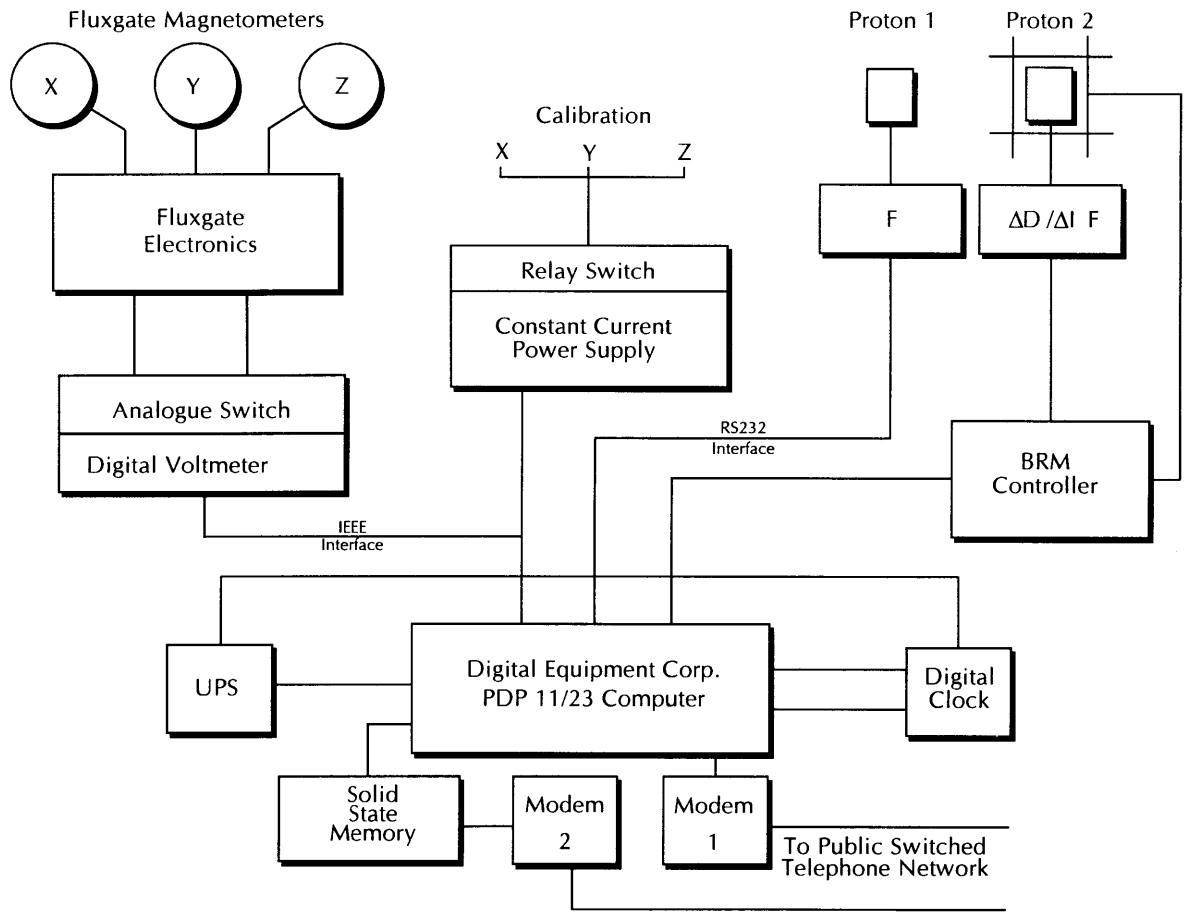 Fluxgate Magnetometers
X
Y
Z
Proton 1
Proton 2
Calibration
X
Y
Z
Fluxgate
Electronics
F
ΔD /ΔI F
Relay Switch
Constant Current
Power Supply
Analogue Switch
Digital Voltmeter
RS232
Interface
BRM
Controller
IEEE
Interface
UPS
Digital Equipment Corp.
PDP 11/23 Computer
Digital
Clock
Solid
State
Memory
Modem
2
Modem
1
To Public Switched
Telephone Network